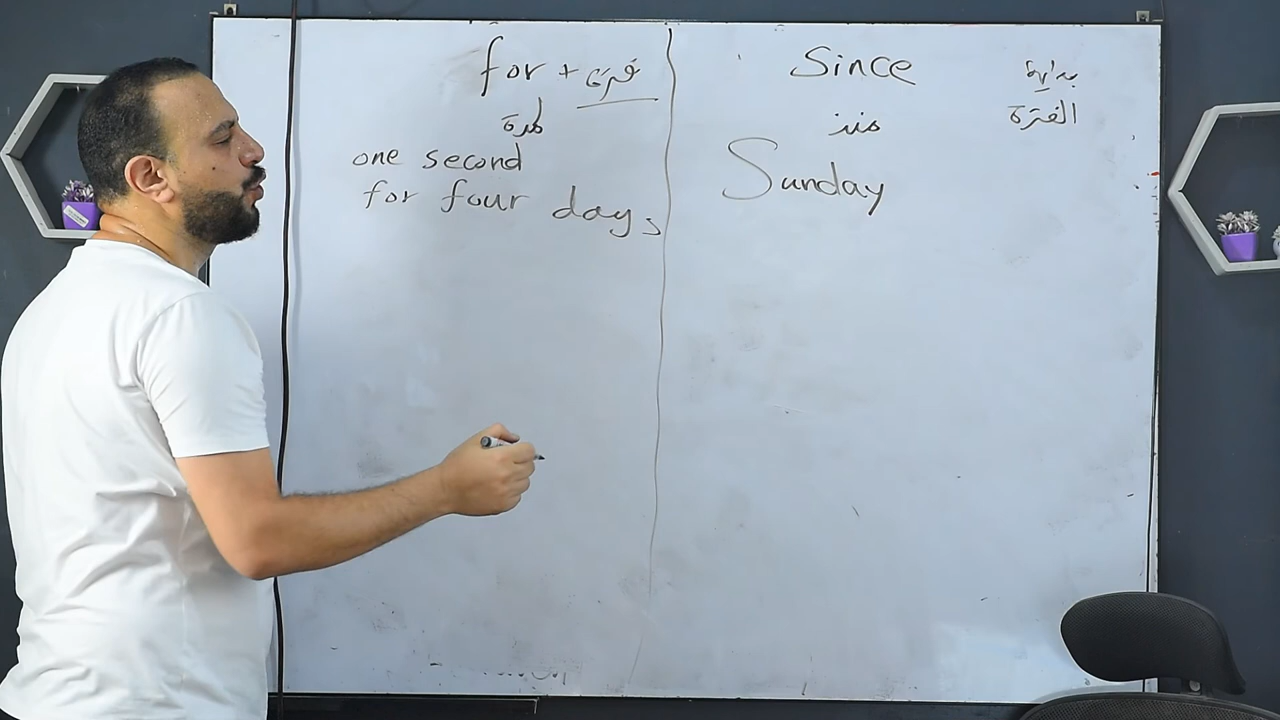 for + فترة
لمدة
one second
for four days
Since
منذ
Sunday
بداية
الفترة